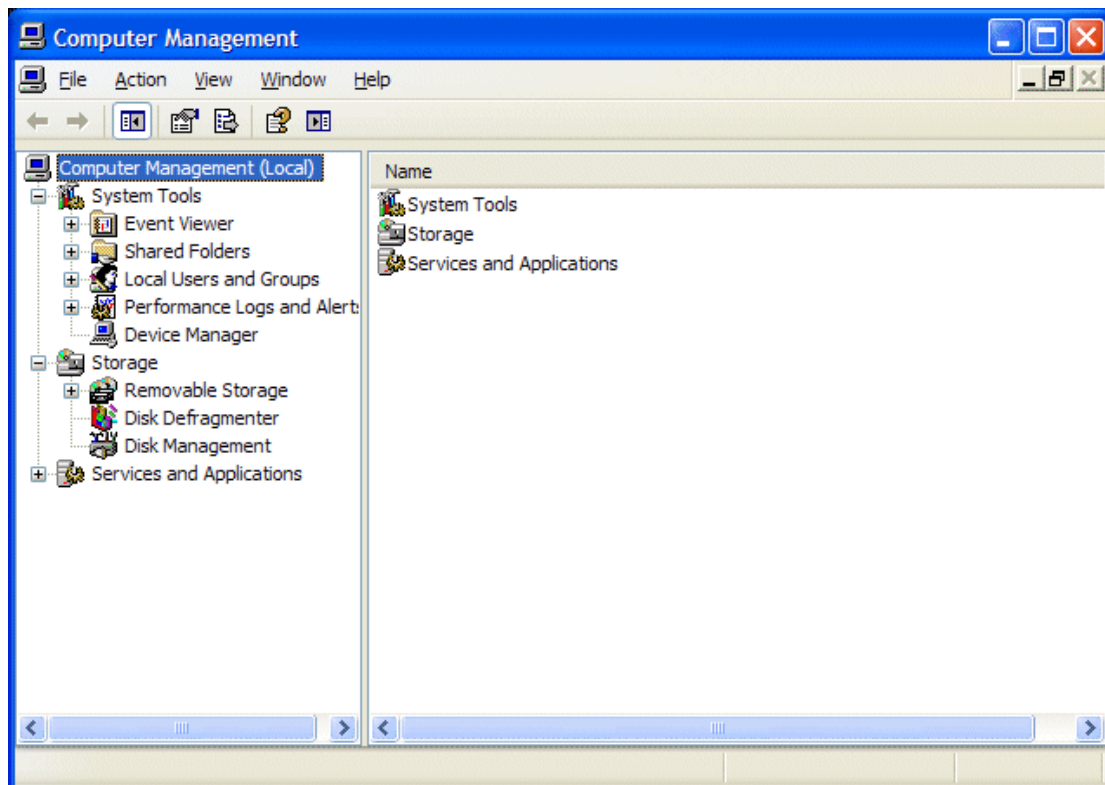 Computer Management
File Action View Window Help
Computer Management (Local)
System Tools
Event Viewer
Shared Folders
Local Users and Groups
Performance Logs and Alert
Device Manager
Storage
Removable Storage
Disk Defragmenter
Disk Management
Services and Applications
Name
System Tools
Storage
Services and Applications